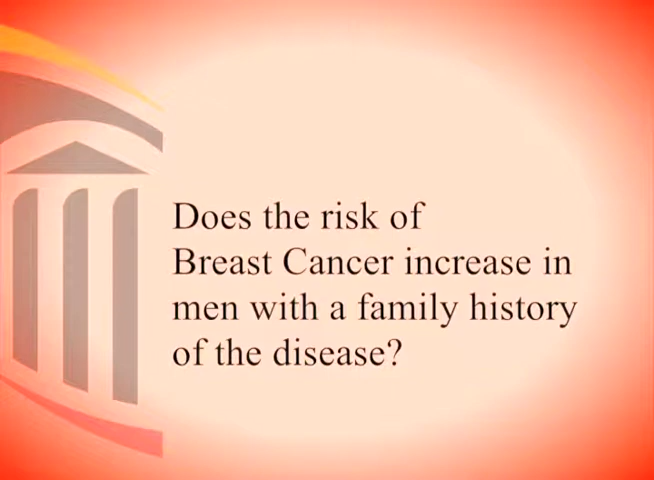 Does the risk of
Breast Cancer increase in
men with a family history
of the disease?